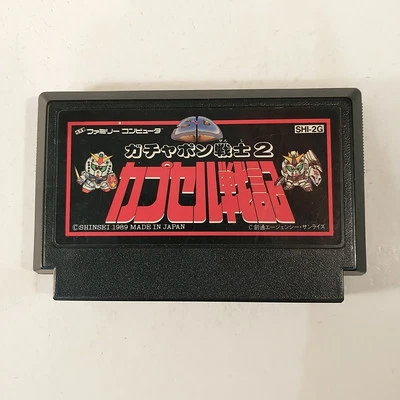 ファミリー コンピュータ
SHI-2G
ガチャポン戦士2
カプセル戦記
©SHINSEI 1989 MADE IN JAPAN
©創通エージェンシー・サンライズ